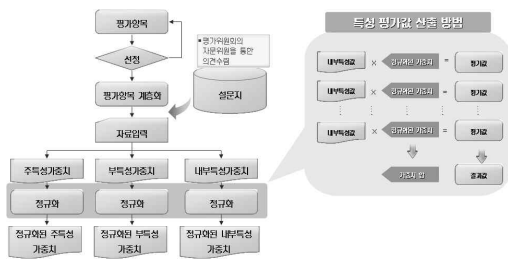 평가항목
선정
평가항목 계층화
자료입력
▪평가위원회의
자문위원을 통한
의견수렴
설문지
주특성가중치
부특성가중치
내부특성가중치
정규화
정규화
정규화
정규화된 주특성
가중치
정규화된 부특성
가중치
정규화된 내부특성
가중치
특성 평가값 산출 방법
내부특성값 × 정규화된 가중치 = 평가값
내부특성값 × 정규화된 가중치 = 평가값
내부특성값 × 정규화된 가중치 = 평가값
가중치 합
결과값